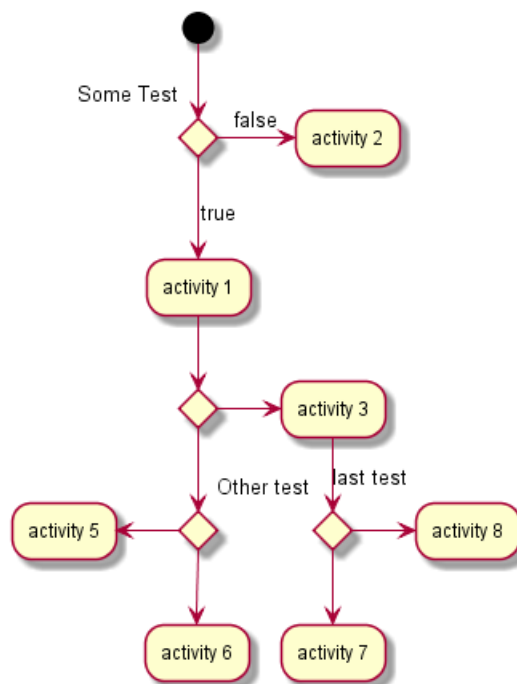 Some Test
false
activity 2
true
activity 1
activity 3
Other test
last test
activity 5
activity 8
activity 6
activity 7